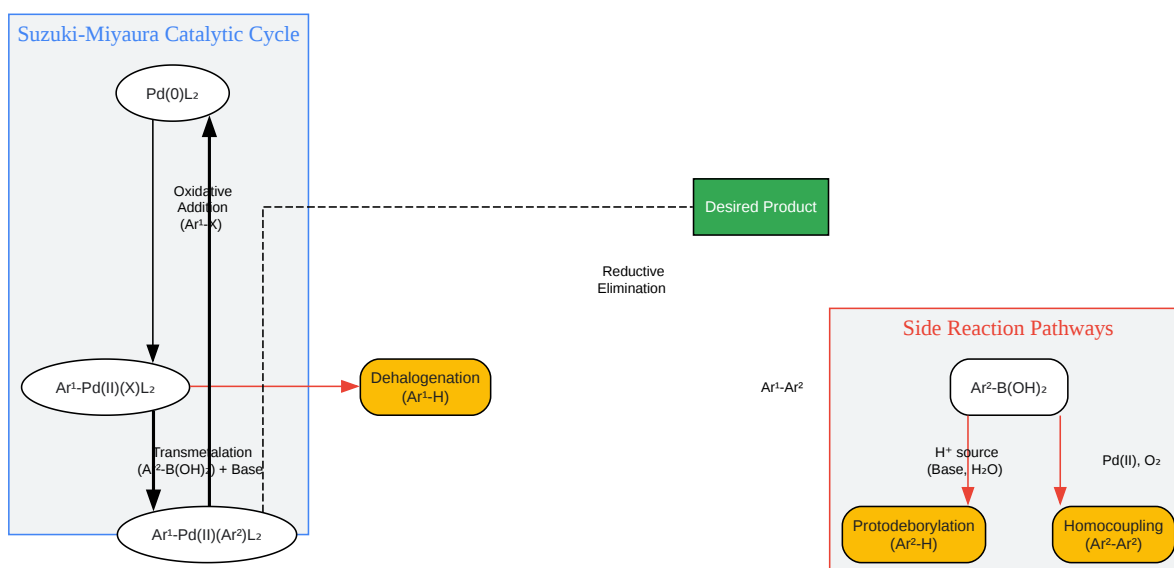 Suzuki-Miyaura Catalytic Cycle
Pd(0)L₂
Oxidative
Addition
(Ar¹-X)
Desired Product
Reductive
Elimination
Side Reaction Pathways
Ar¹-Pd(II)(X)L₂
Dehalogenation
(Ar¹-H)
Ar¹-Ar²
Ar²-B(OH)₂
Transmetalation
(Ar²-B(OH)₂) + Base
H⁺ source
(Base, H₂O)
Pd(II), O₂
Ar¹-Pd(II)(Ar²)L₂
Protodeborylation
(Ar²-H)
Homocoupling
(Ar²-Ar²)